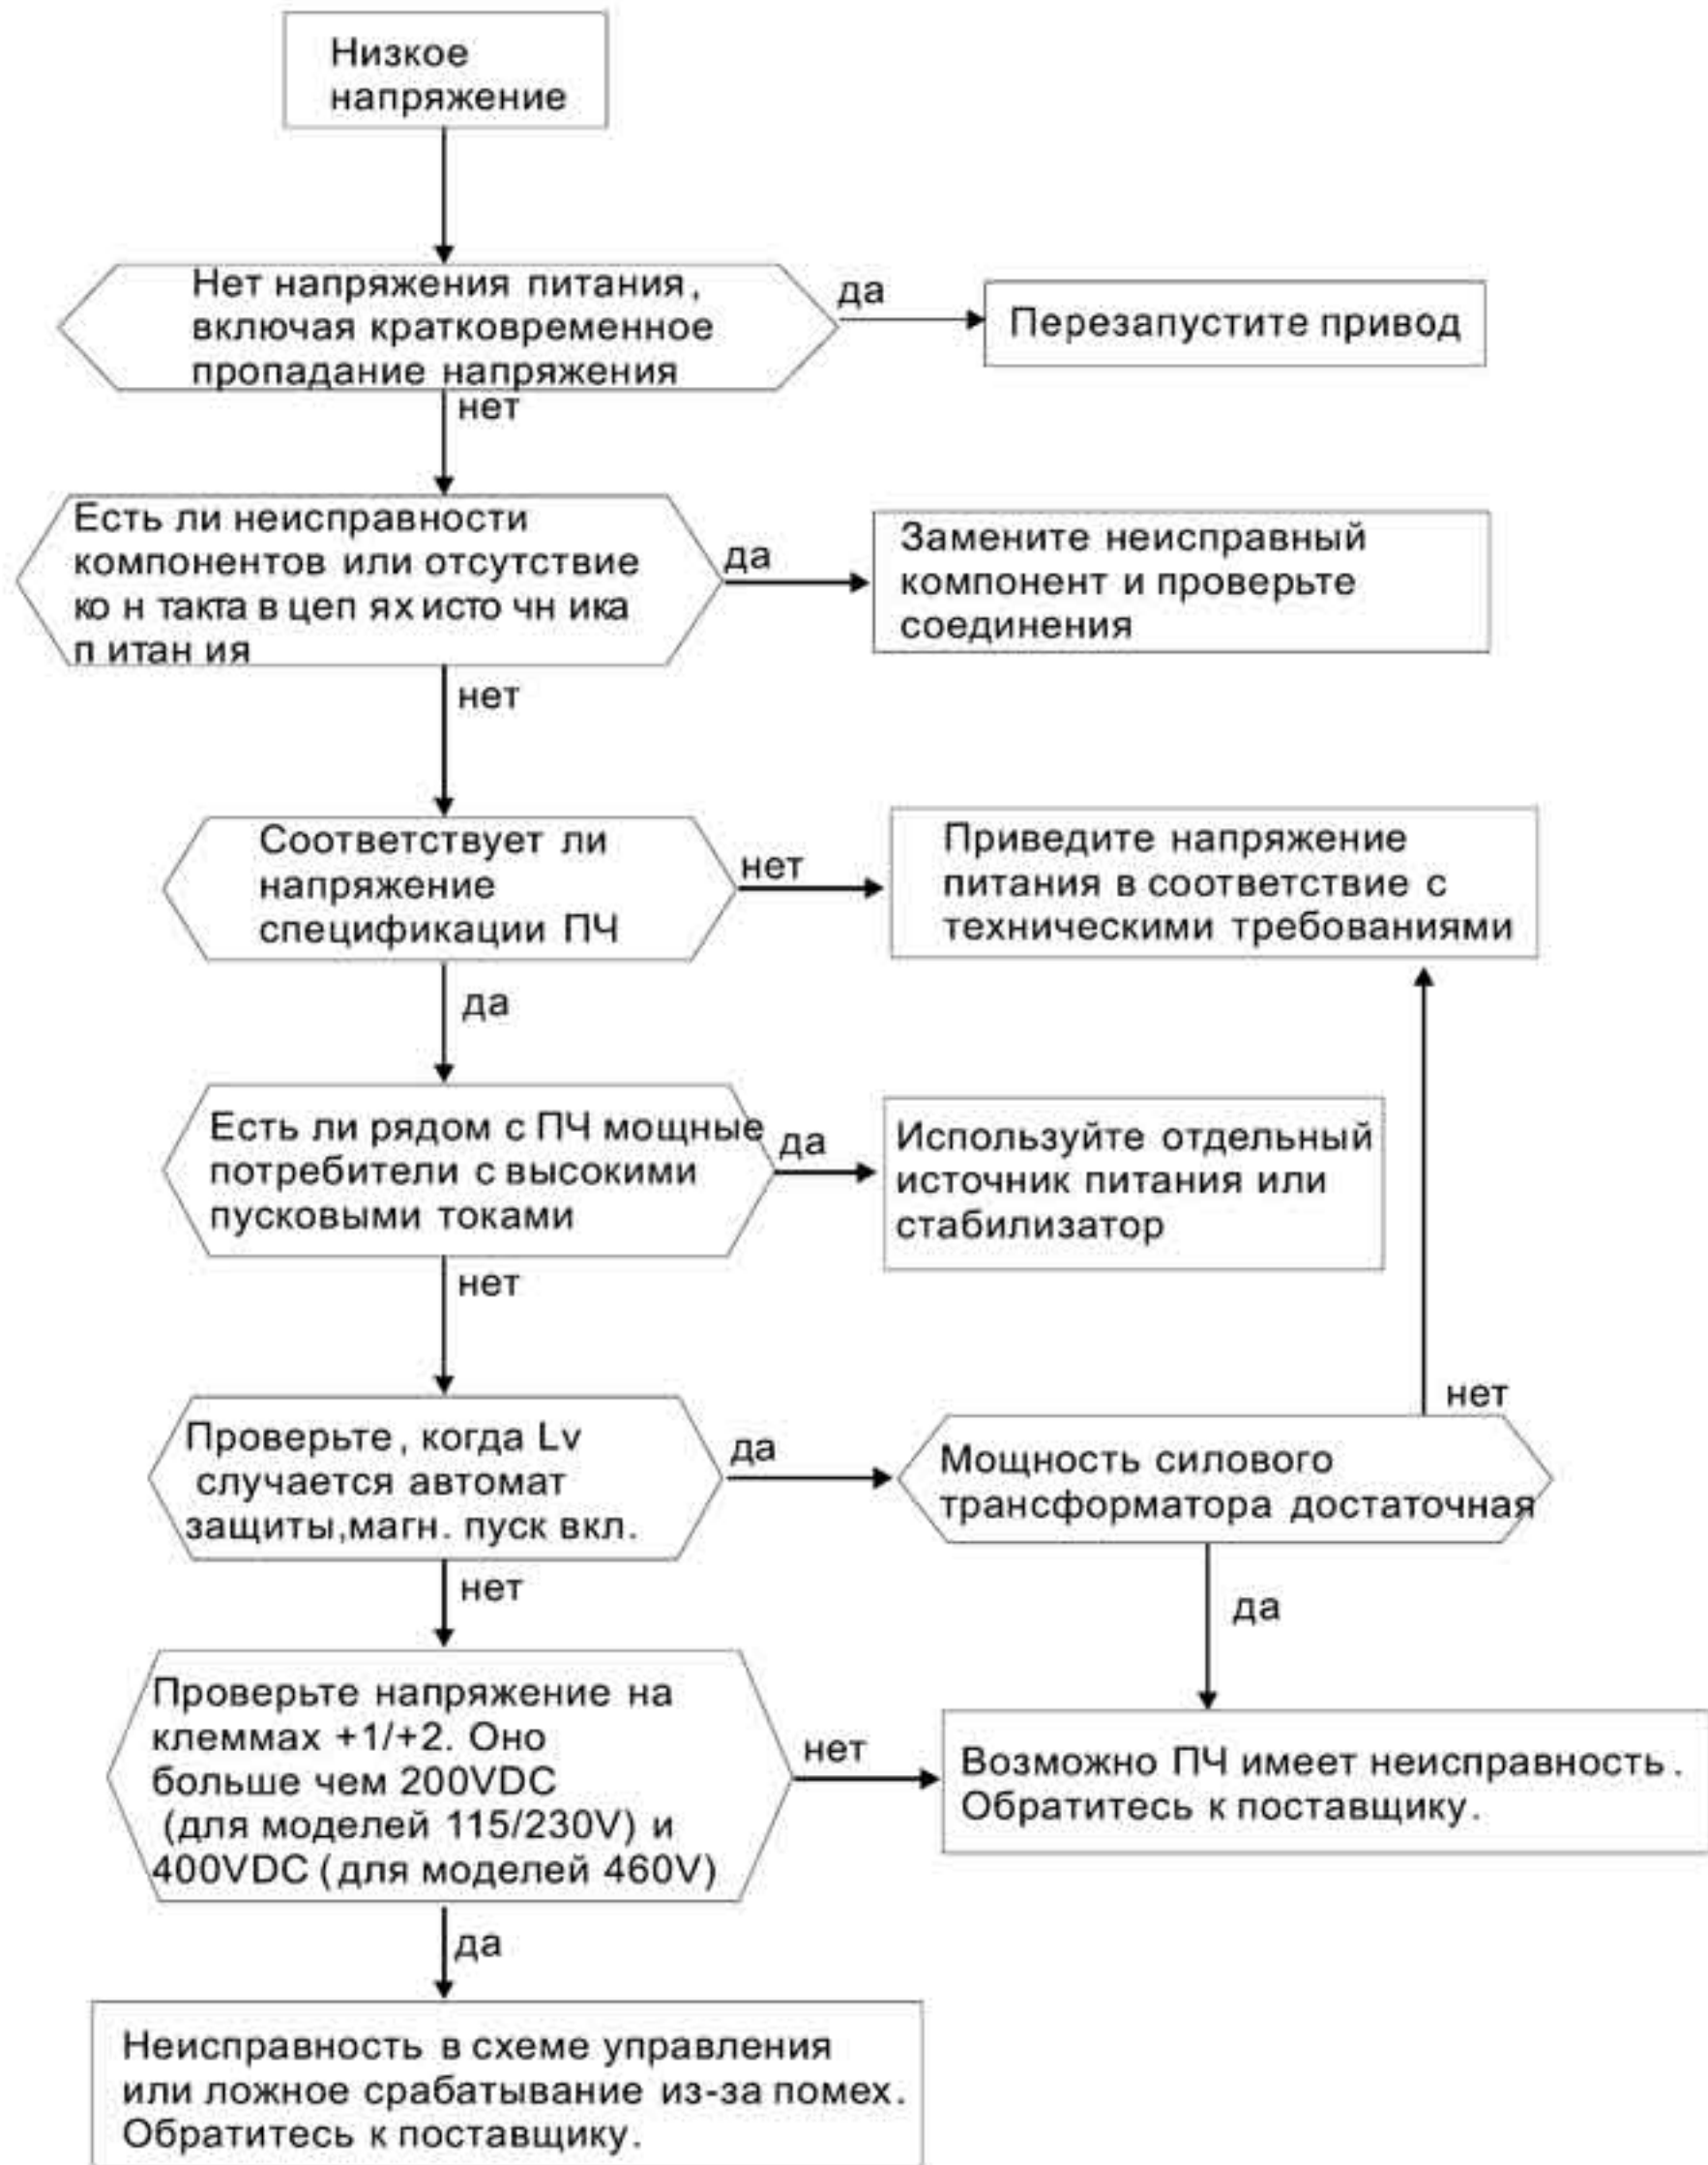 Низкое
напряжение
Нет напряжения питания,
включая кратковременное
пропадание напряжения
да
Перезапустите привод
нет
Есть ли неисправности
компонентов или отсутствие
ко н такта в цеп ях исто чн ика
п итан ия
да
Замените неисправный
компонент и проверьте
соединения
нет
Соответствует ли
напряжение
спецификации ПЧ
нет
Приведите напряжение
питания в соответствие с
техническими требованиями
да
Есть ли рядом с ПЧ мощные
потребители с высокими
пусковыми токами
да
Используйте отдельный
источник питания или
стабилизатор
нет
Проверьте, когда Lv
случается автомат
защиты,магн. пуск вкл.
да
нет
Мощность силового
трансформатора достаточная
нет
да
Проверьте напряжение на
клеммах +1/+2. Оно
больше чем 200VDC
(для моделей 115/230V) и
400VDC (для моделей 460V)
нет
Возможно ПЧ имеет неисправность.
Обратитесь к поставщику.
да
Неисправность в схеме управления
или ложное срабатывание из-за помех.
Обратитесь к поставщику.